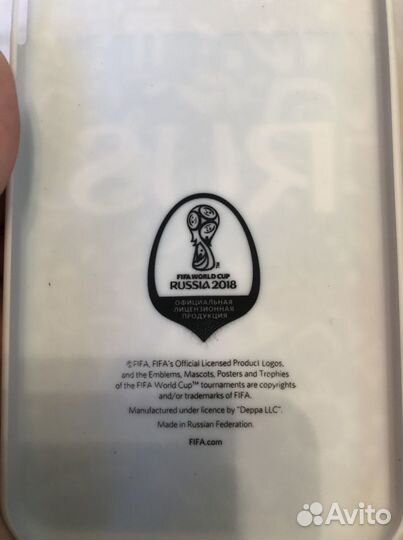 RUS
FIFA WORLD CUP
RUSSIA 2018
ОФИЦИАЛЬНАЯ
ЛИЦЕНЗИОННАЯ
ПРОДУКЦИЯ
©FIFA, FIFA's Official Licensed Product Logos,
and the Emblems, Mascots, Posters and Trophies
of the FIFA World Cup™ tournaments are copyrights
and/or trademarks of FIFA.
Manufactured under licence by "Deppa LLC".
Made in Russian Federation.
FIFA.com
Avito